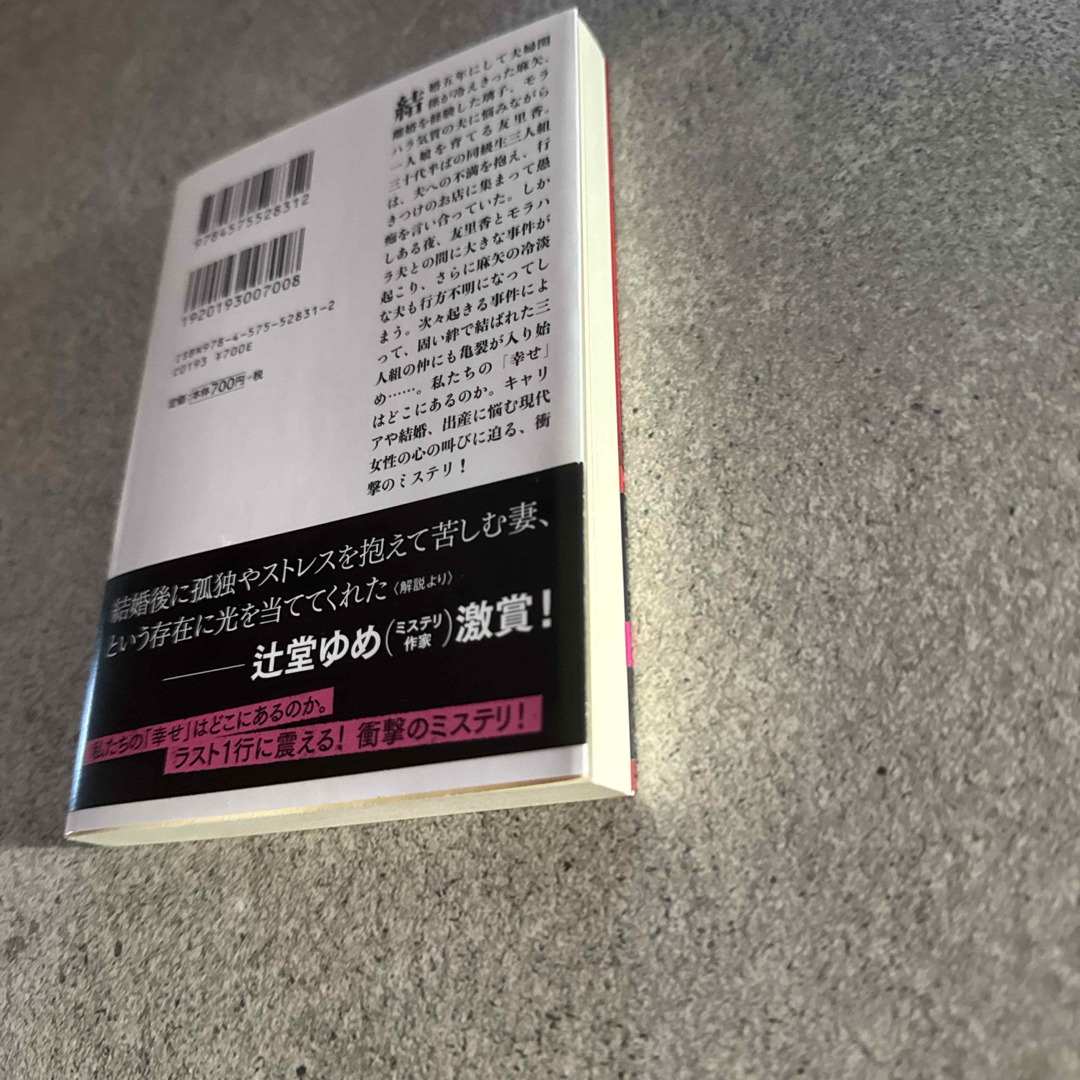 結婚五年にして夫婦関
係が冷えきった麻矢、
離婚を経験した璃子、モラ
ハラ気質の夫に悩みながら
一人娘を育てる友里香。
三十代半ばの同級生三人組
は、夫への不満を抱え、行
きつけのお店に集まって愚
痴を言い合っていた。しか
しある夜、友里香とモラハ
ラ夫との間に大きな事件が
起こり、さらに麻矢の冷淡
な夫も行方不明になってし
まう。次々起きる事件によ
って、固い絆で結ばれた三
人組の仲にも亀裂が入り始
め……。私たちの「幸せ」
はどこにあるのか。キャリ
アや結婚、出産に悩む現代
女性の心の叫びに迫る、衝
撃のミステリ！
9784575528312
1920193007008
ISBN978-4-575-52831-2
C0193 ¥700E
定価 本体700円+税
結婚後に孤独やストレスを抱えて苦しむ妻、
という存在に光を当ててくれた〈解説より〉
――辻堂ゆめ(ミステリ作家)激賞！
私たちの「幸せ」はどこにあるのか。
ラスト1行に震える！衝撃のミステリ！